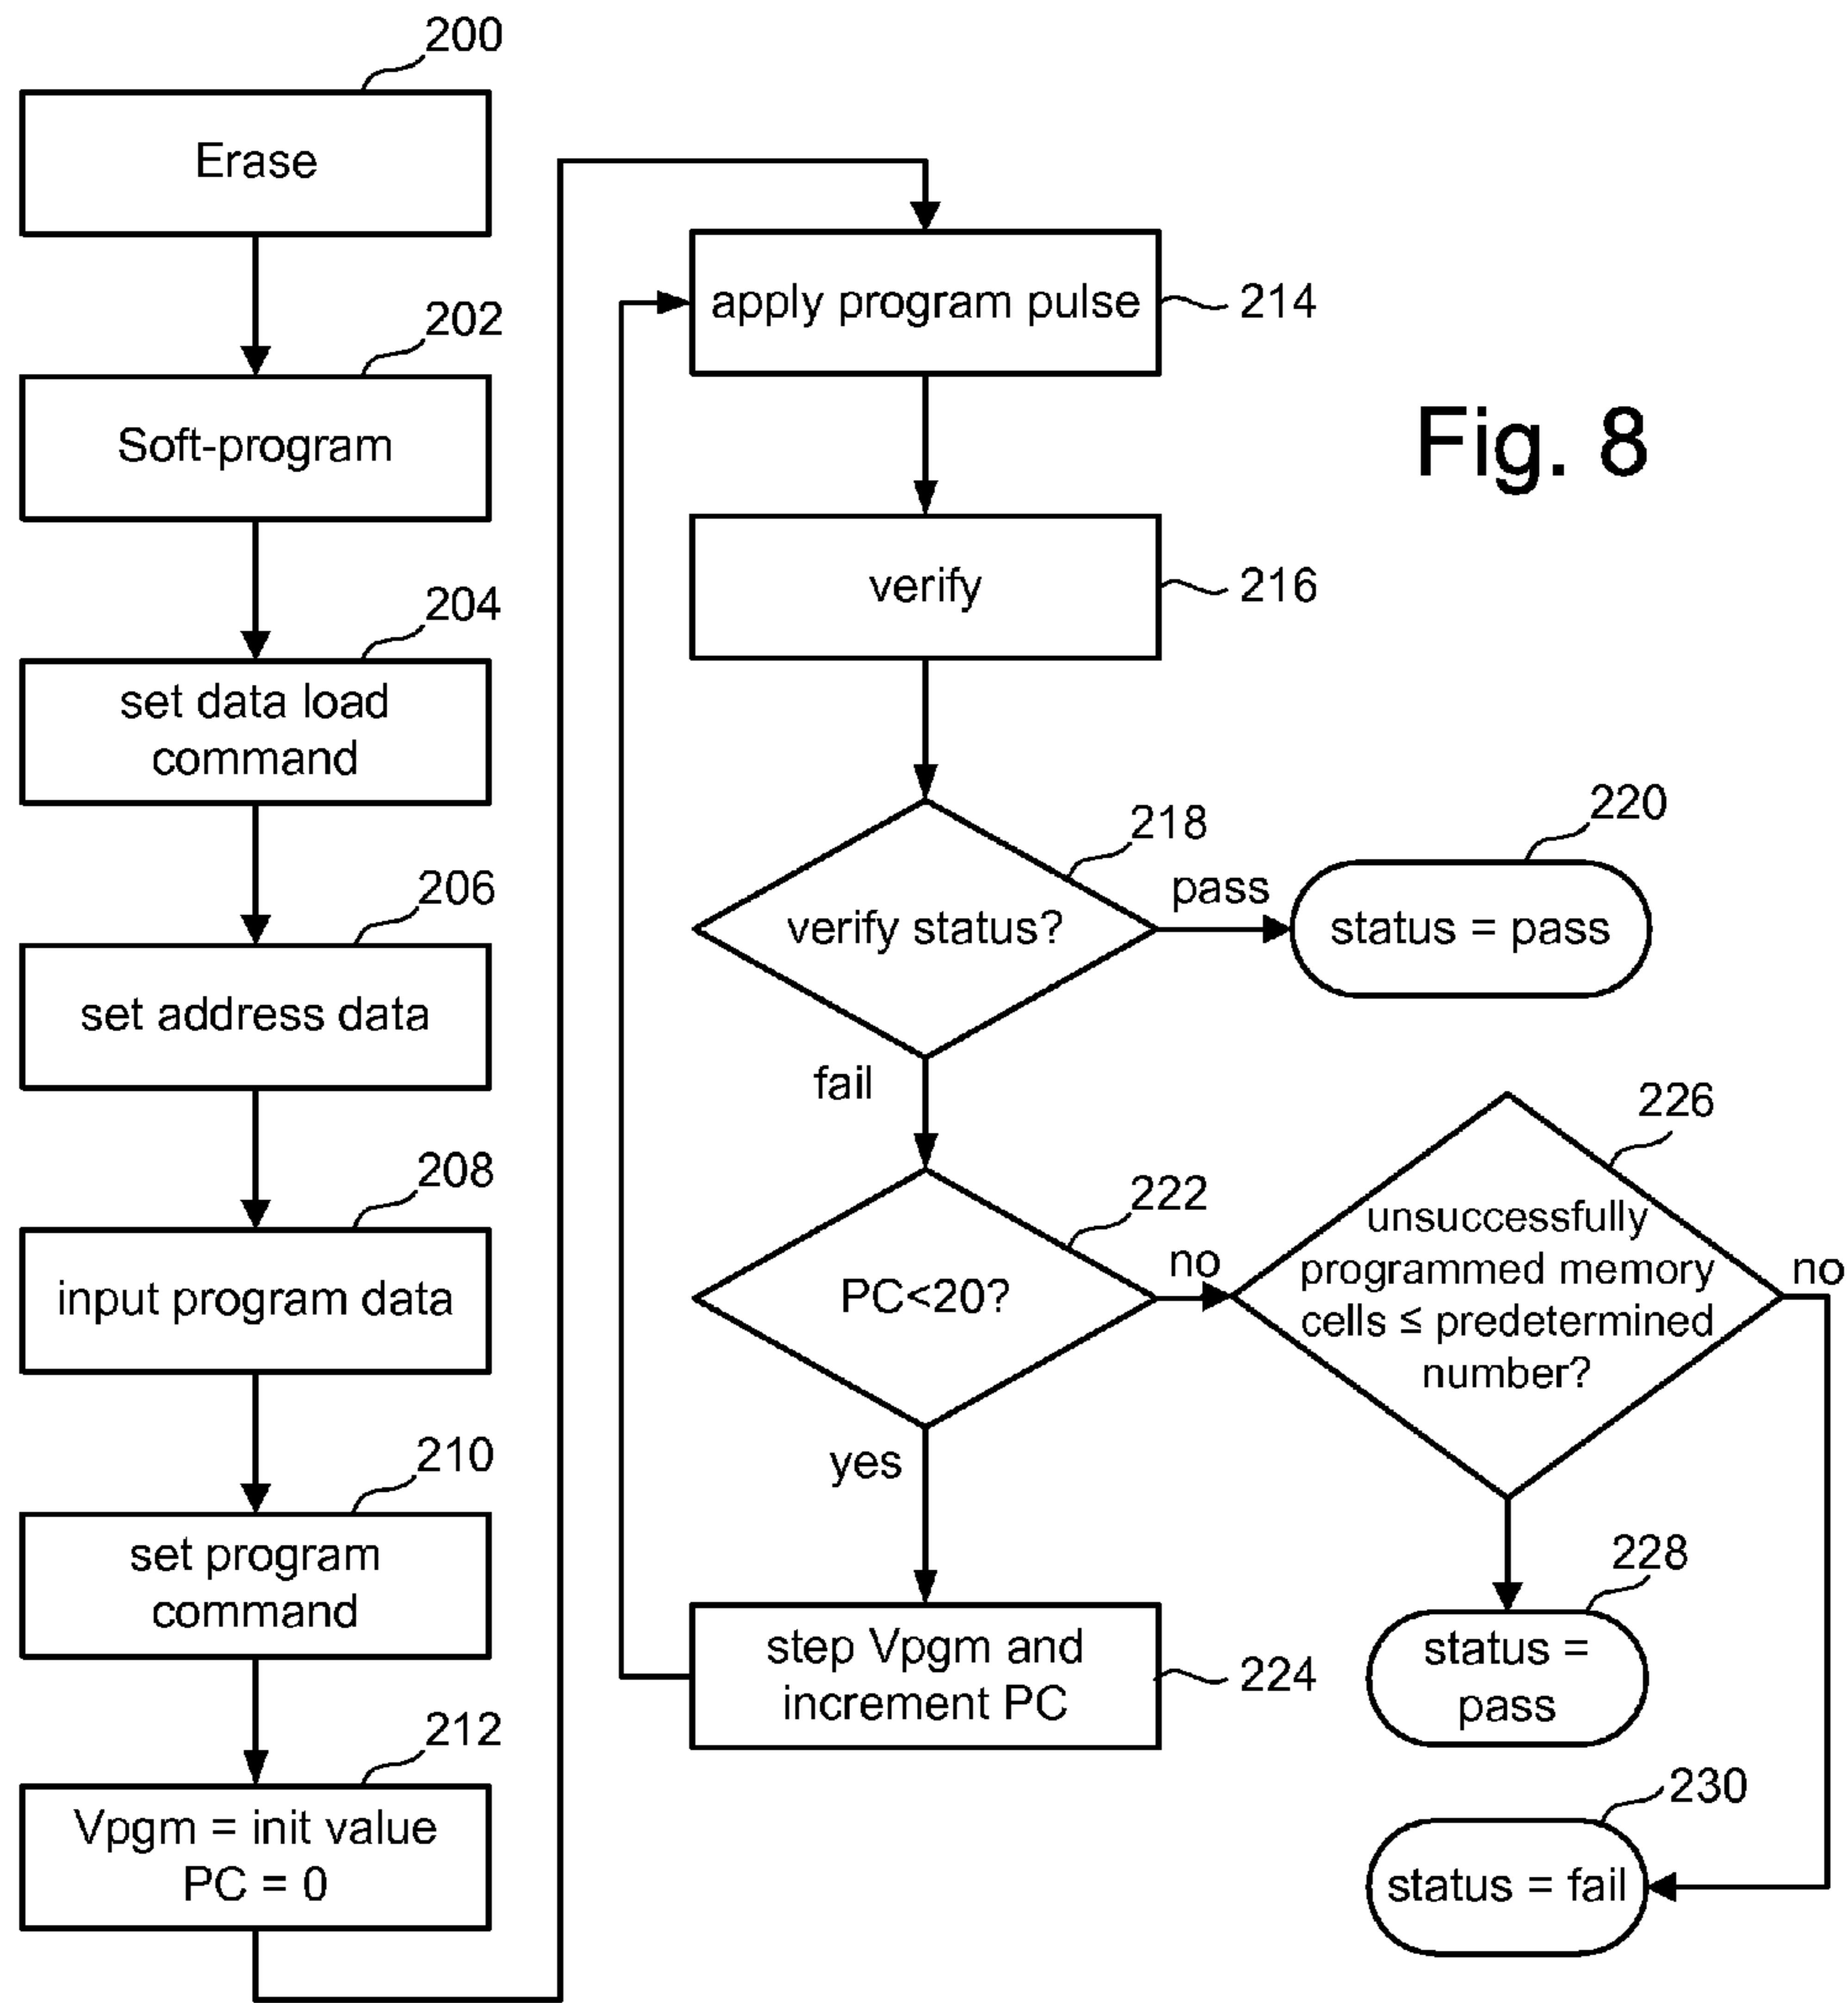 200
Erase
202
Soft-program
204
set data load
command
206
set address data
208
input program data
210
set program
command
212
Vpgm = init value
PC = 0
apply program pulse
214
Fig. 8
verify
216
218
verify status?
pass
220
status = pass
fail
222
PC<20?
no
226
unsuccessfully
programmed memory
cells ≤ predetermined
number?
no
yes
step Vpgm and
increment PC
224
228
status =
pass
230
status = fail